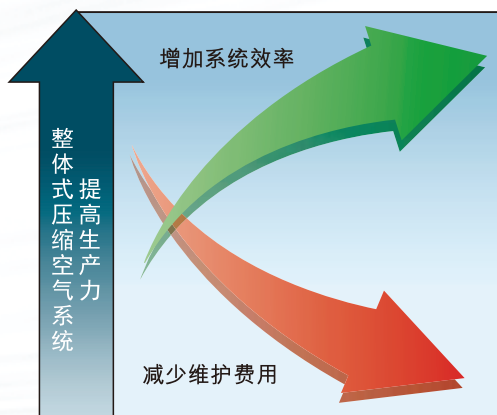 增加系统效率
整体式压缩空气系统
提高生产力
减少维护费用